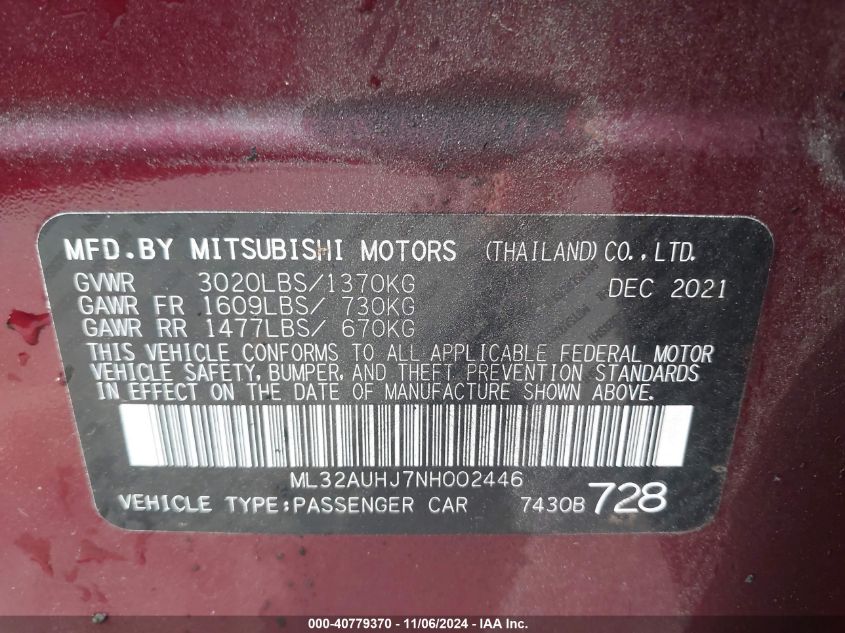 MFD.BY MITSUBISHI MOTORS (THAILAND)CO.,LTD.
GVWR 3020LBS/1370KG DEC 2021
GAWR FR 1609LBS/ 730KG
GAWR RR 1477LBS/ 670KG
THIS VEHICLE CONFORMS TO ALL APPLICABLE FEDERAL MOTOR
VEHICLE SAFETY, BUMPER, AND THEFT PREVENTION STANDARDS
IN EFFECT ON THE DATE OF MANUFACTURE SHOWN ABOVE.
ML32AUHJ7NH002446
VEHICLE TYPE:PASSENGER CAR 7430B 728
000-40779370 - 11/06/2024 - IAA Inc.